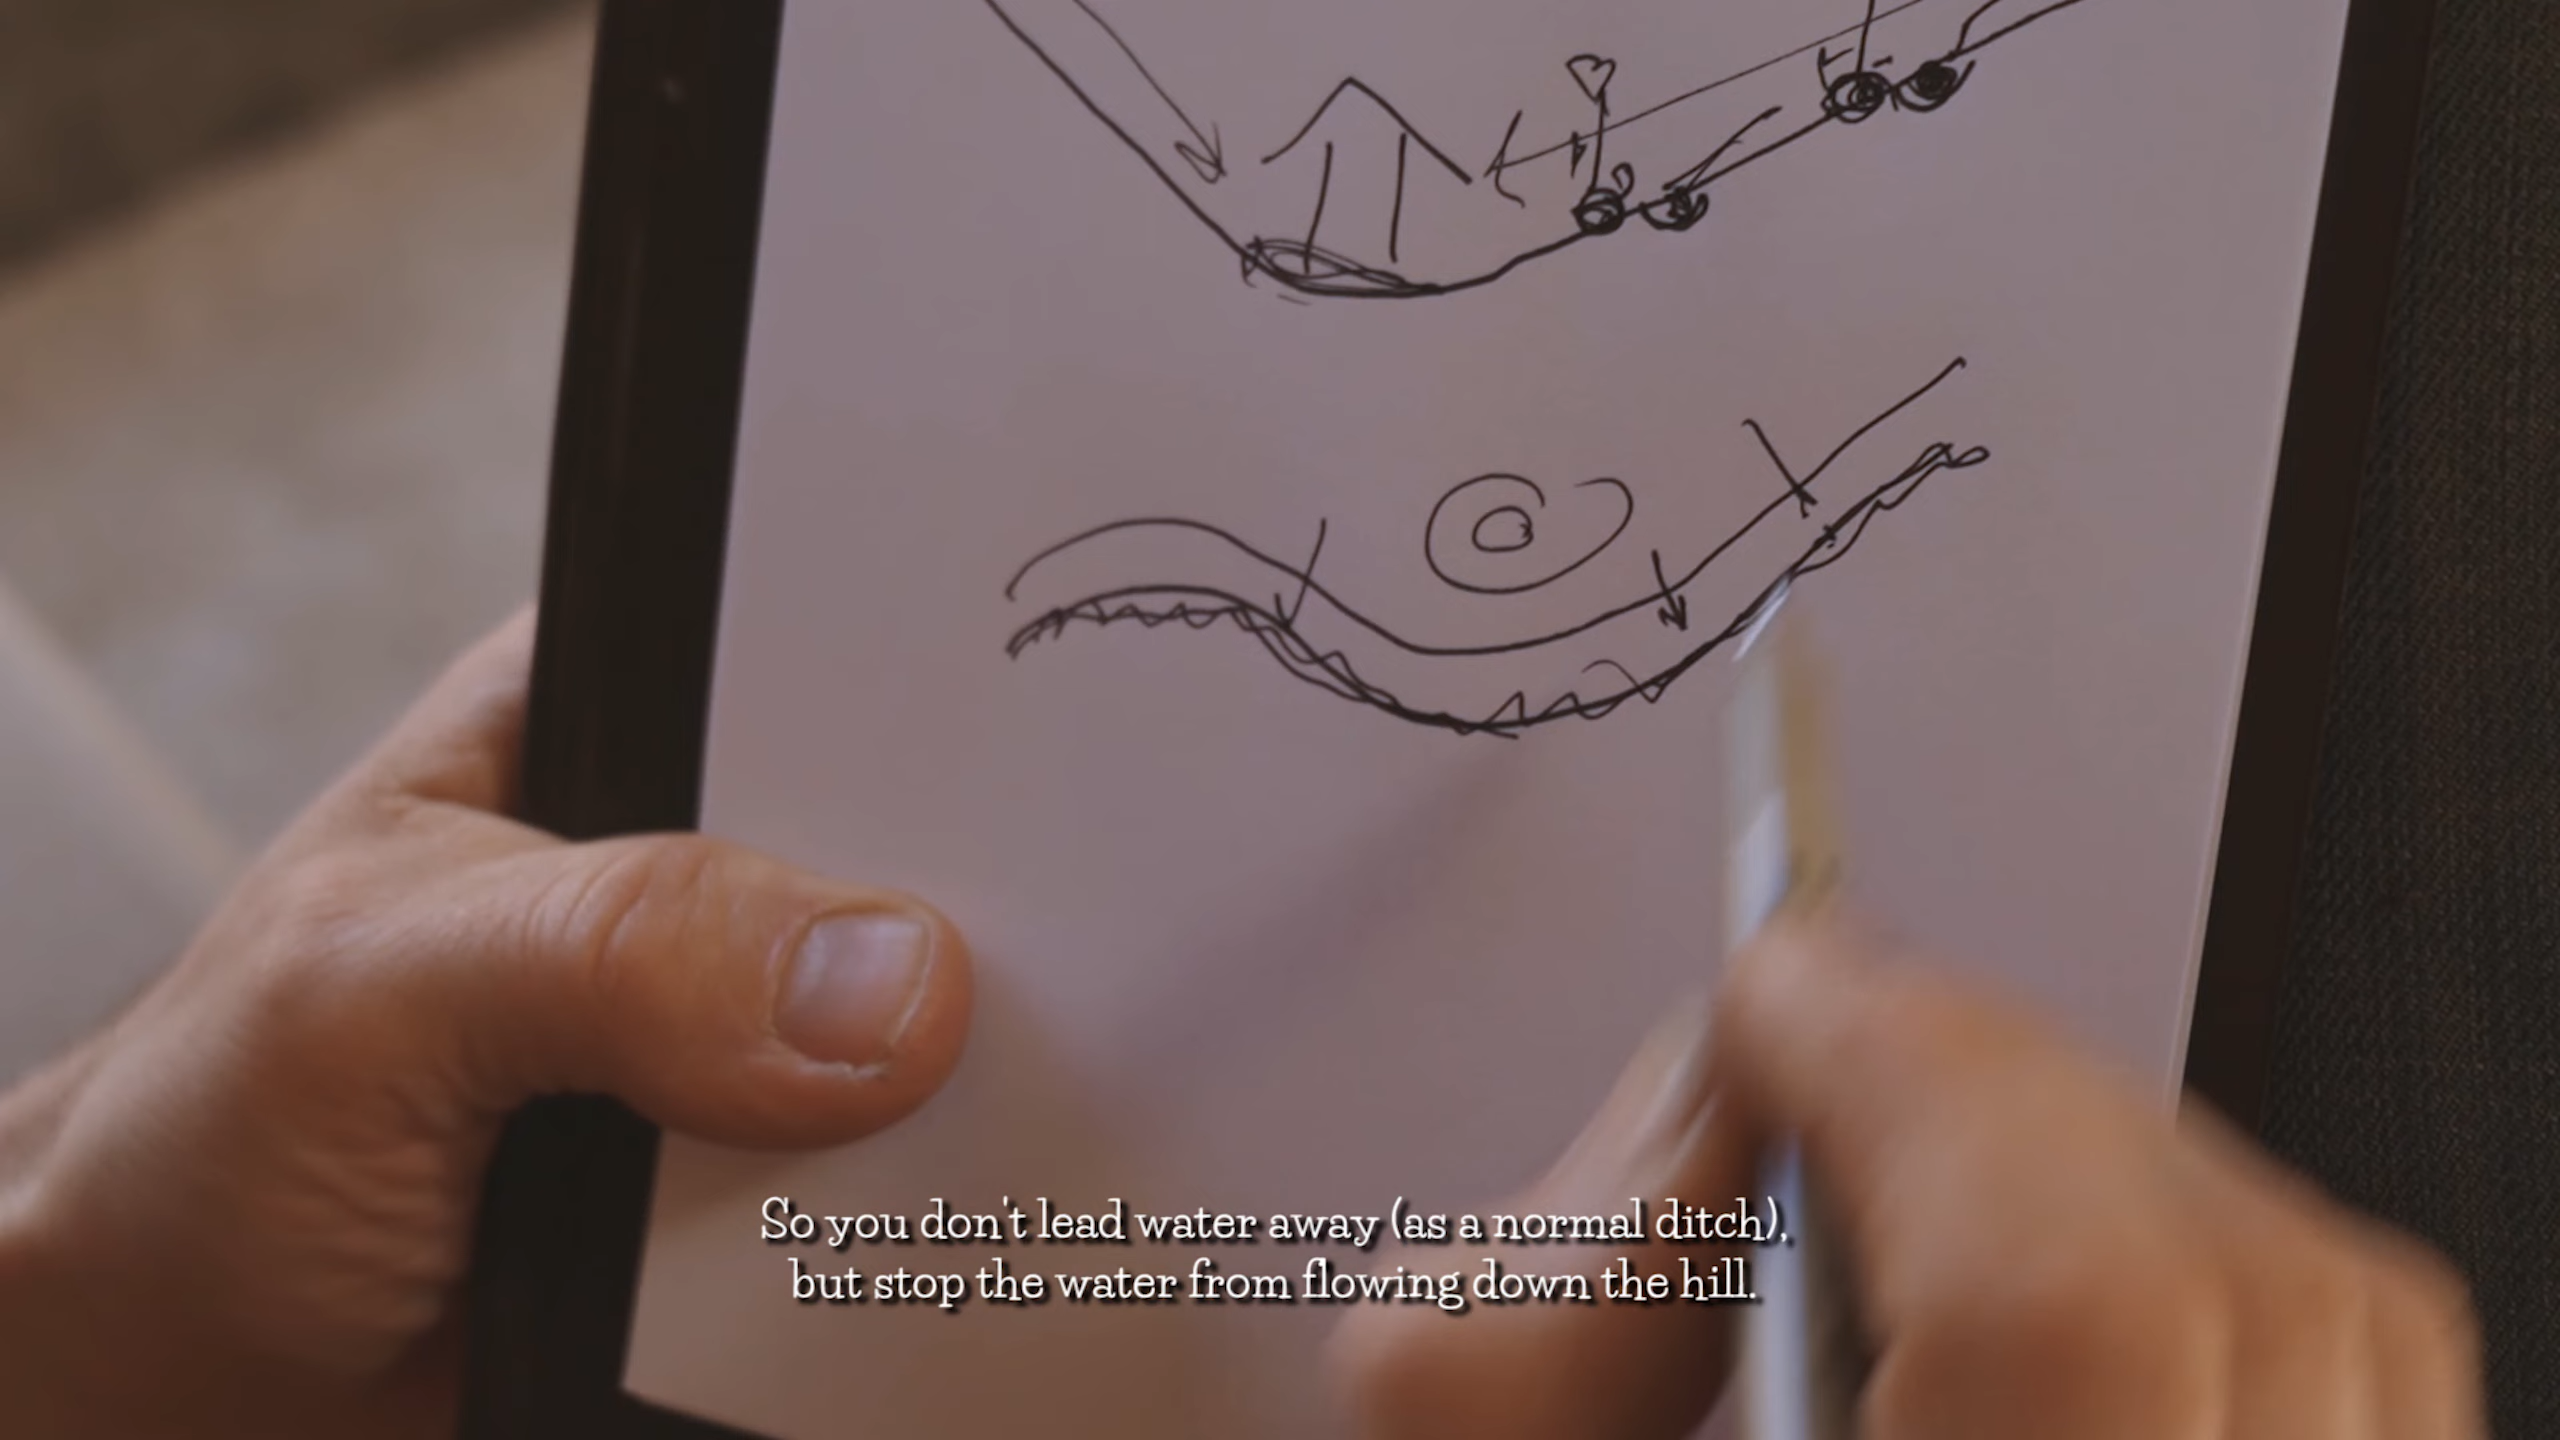 So you don't lead water away (as a normal ditch),
but stop the water from flowing down the hill.